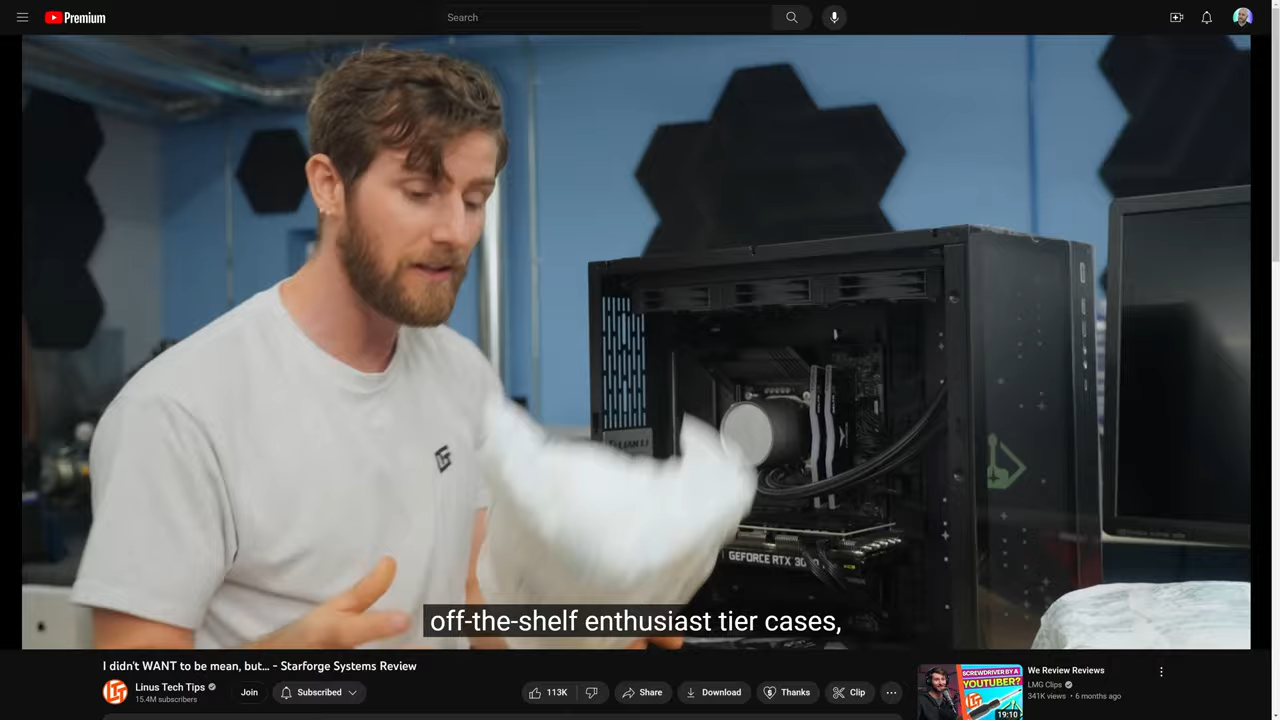 Premium
Search
LIAN LI
GEFORCE RTX 30
off-the-shelf enthusiast tier cases,
I didn't WANT to be mean, but... - Starforge Systems Review
Linus Tech Tips
15.4M subscribers
Join
Subscribed
113K
Share
Download
Thanks
Clip
SCREWDRIVER BY A
YOUTUBER?
19:10
We Review Reviews
LMG Clips
341K views • 6 months ago